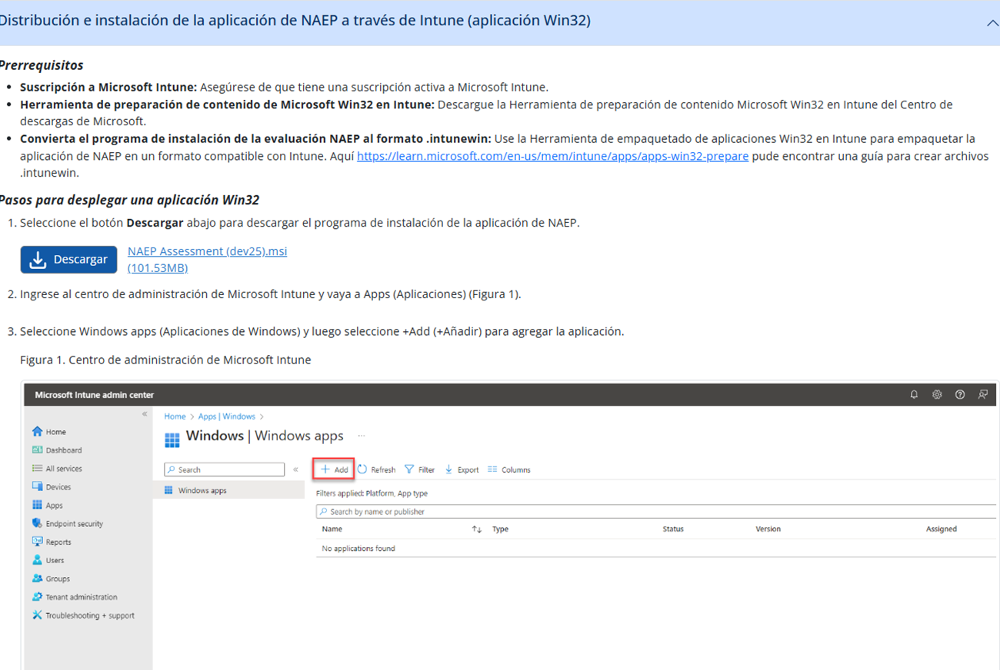 Distribución e instalación de la aplicación de NAEP a través de Intune (aplicación Win32)
Prerrequisitos
• Suscripción a Microsoft Intune: Asegúrese de que tiene una suscripción activa a Microsoft Intune.
• Herramienta de preparación de contenido de Microsoft Win32 en Intune: Descargue la Herramienta de preparación de contenido Microsoft Win32 en Intune del Centro de
descargas de Microsoft.
• Convierta el programa de instalación de la evaluación NAEP al formato .intunewin: Use la Herramienta de empaquetado de aplicaciones Win32 en Intune para empaquetar la
aplicación de NAEP en un formato compatible con Intune. Aquí https://learn.microsoft.com/en-us/mem/intune/apps/apps-win32-prepare pude encontrar una guía para crear archivos
.intunewin.
Pasos para desplegar una aplicación Win32
1. Seleccione el botón Descargar abajo para descargar el programa de instalación de la aplicación de NAEP.
Descargar
NAEP Assessment (dev25).msi
(101.53MB)
2. Ingrese al centro de administración de Microsoft Intune y vaya a Apps (Aplicaciones) (Figura 1).
3. Seleccione Windows apps (Aplicaciones de Windows) y luego seleccione +Add (+Añadir) para agregar la aplicación.
Figura 1. Centro de administración de Microsoft Intune
Microsoft Intune admin center
Home
Dashboard
All services
Devices
Apps
Endpoint security
Reports
Users
Groups
Tenant administration
Troubleshooting + support
Home > Apps | Windows >
Windows | Windows apps ...
Search
Windows apps
+ Add Refresh Filter Export Columns
Filters applied: Platform, App type
Search by name or publisher
Name Type Status Version Assigned
No applications found